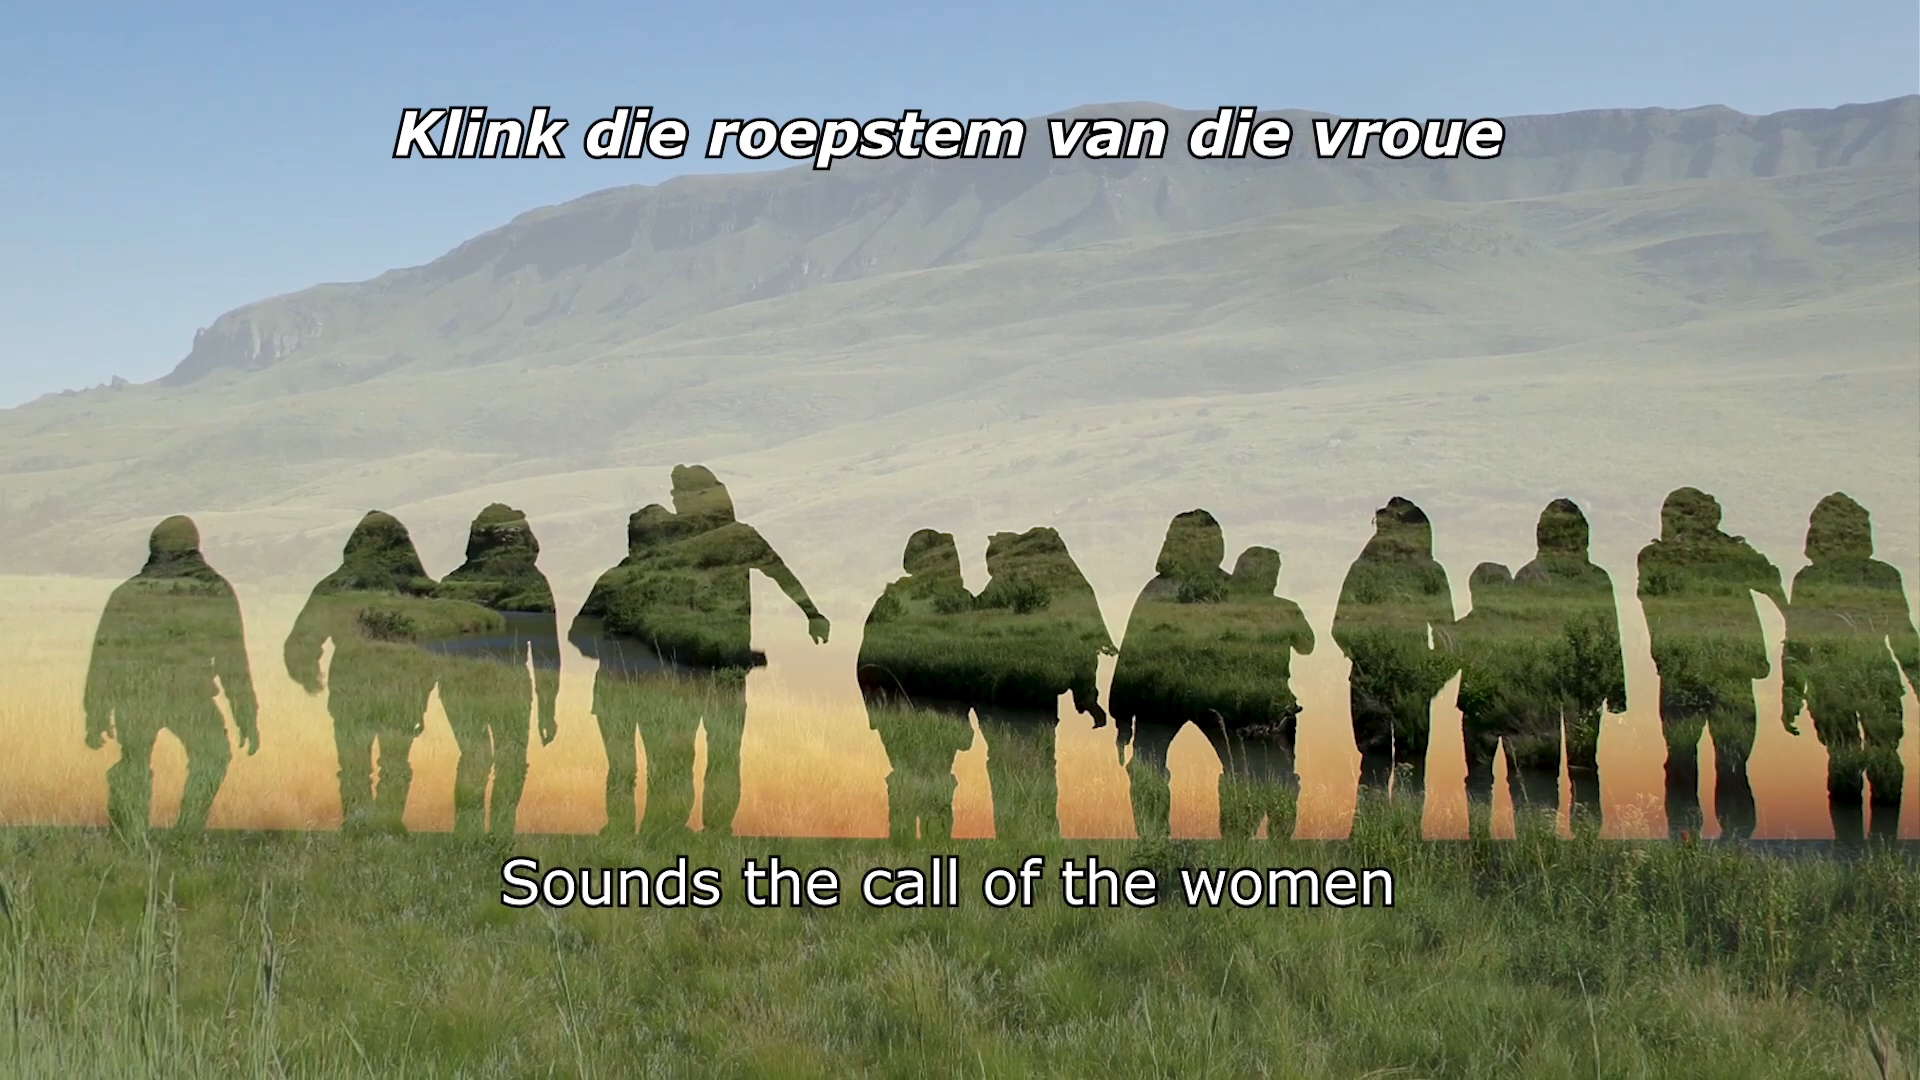 Klink die roepstem van die vroue
Sounds the call of the women